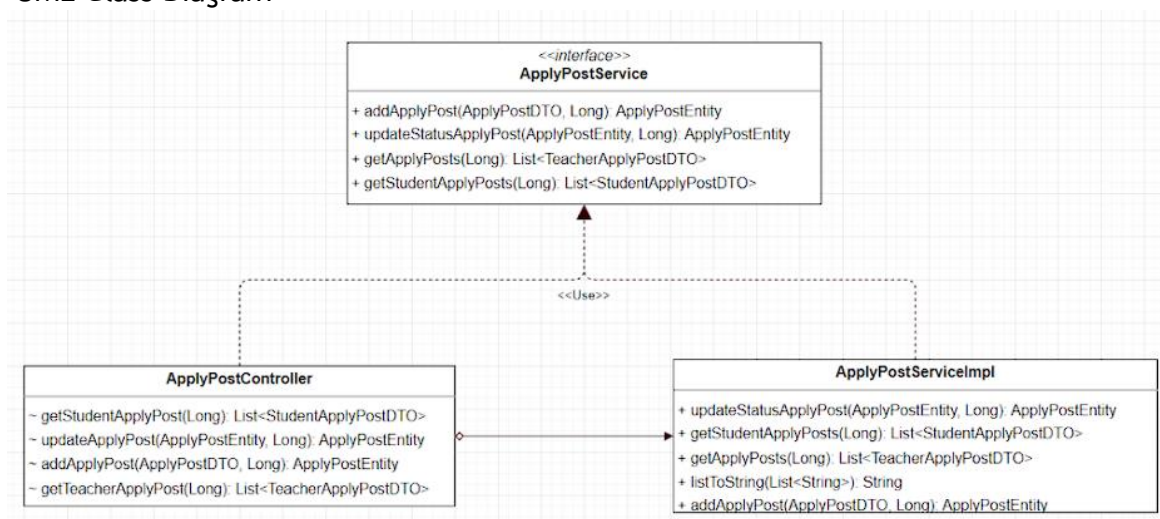 UML Class Diagram
<<interface>>
ApplyPostService
+ addApplyPost(ApplyPostDTO, Long): ApplyPostEntity
+ updateStatusApplyPost(ApplyPostEntity, Long): ApplyPostEntity
+ getApplyPosts(Long): List<TeacherApplyPostDTO>
+ getStudentApplyPosts(Long): List<StudentApplyPostDTO>
<<Use>>
ApplyPostController
~ getStudentApplyPost(Long): List<StudentApplyPostDTO>
~ updateApplyPost(ApplyPostEntity, Long): ApplyPostEntity
~ addApplyPost(ApplyPostDTO, Long): ApplyPostEntity
~ getTeacherApplyPost(Long): List<TeacherApplyPostDTO>
ApplyPostServiceImpl
+ updateStatusApplyPost(ApplyPostEntity, Long): ApplyPostEntity
+ getStudentApplyPosts(Long): List<StudentApplyPostDTO>
+ getApplyPosts(Long): List<TeacherApplyPostDTO>
+ listToString(List<String>): String
+ addApplyPost(ApplyPostDTO, Long): ApplyPostEntity